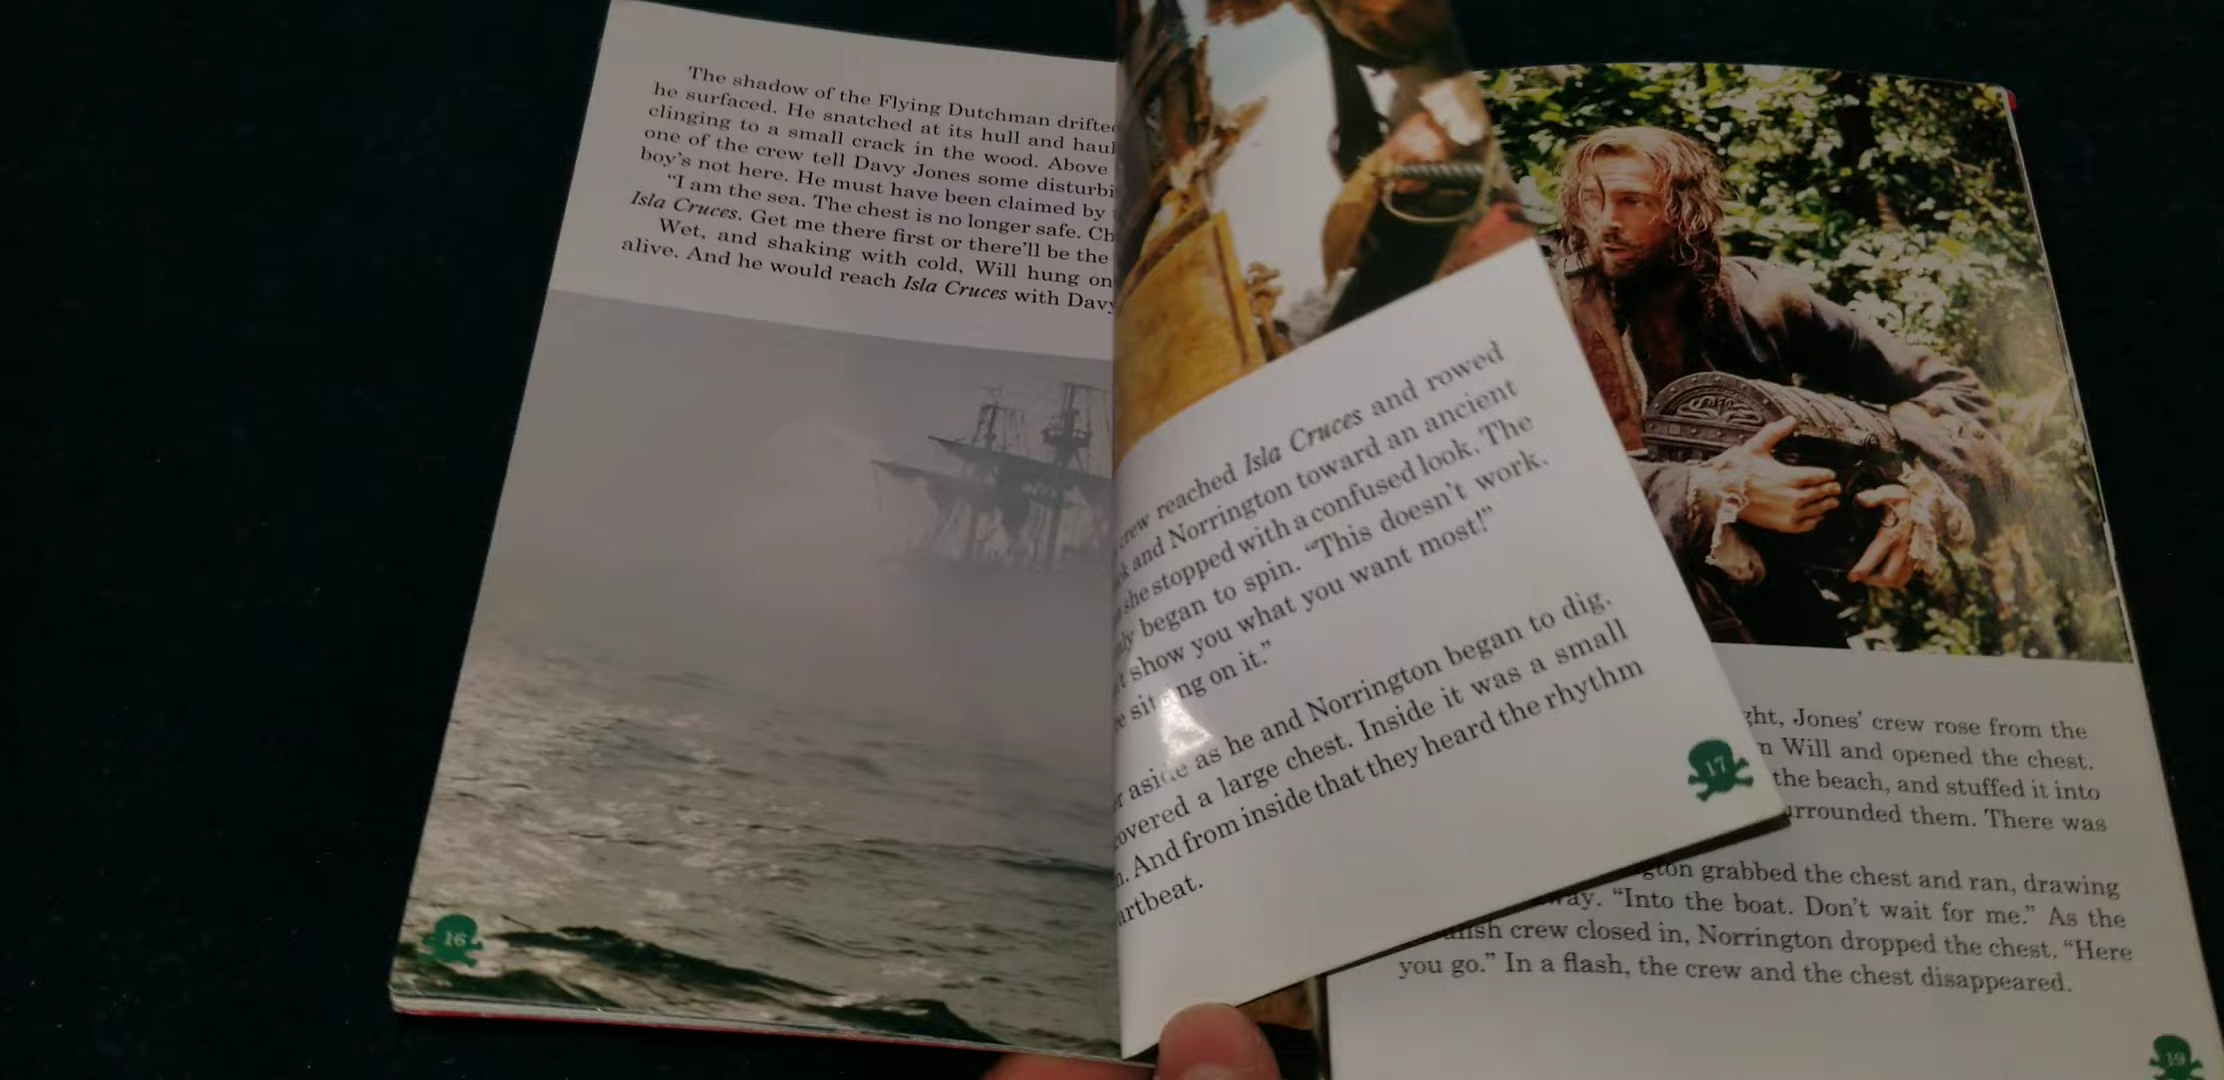 The shadow of the Flying Dutchman drifted
he surfaced. He snatched at its hull and
clinging to a small crack in the wood. Above
one of the crew tell Davy Jones some
boy's not here. He must have been claimed by
"I am the sea. The chest is no longer safe.
Isla Cruces. Get me there first or there'll be the
Wet, and shaking with cold, Will hung on
alive. And he would reach Isla Cruces with Davy
16
crew reached Isla Cruces and rowed
and Norrington toward an ancient
she stopped with a confused look. The
began to spin. "This doesn't work.
show you what you want most!"
on it."
aside as he and Norrington began to dig.
a large chest. Inside it was a small
And from inside that they heard the rhythm
17
Jones' crew rose from the
Will and opened the chest.
the beach, and stuffed it into
them. There was
grabbed the chest and ran, drawing
"Into the boat. Don't wait for me." As the
crew closed in, Norrington dropped the chest. "Here
you go." In a flash, the crew and the chest disappeared.
19